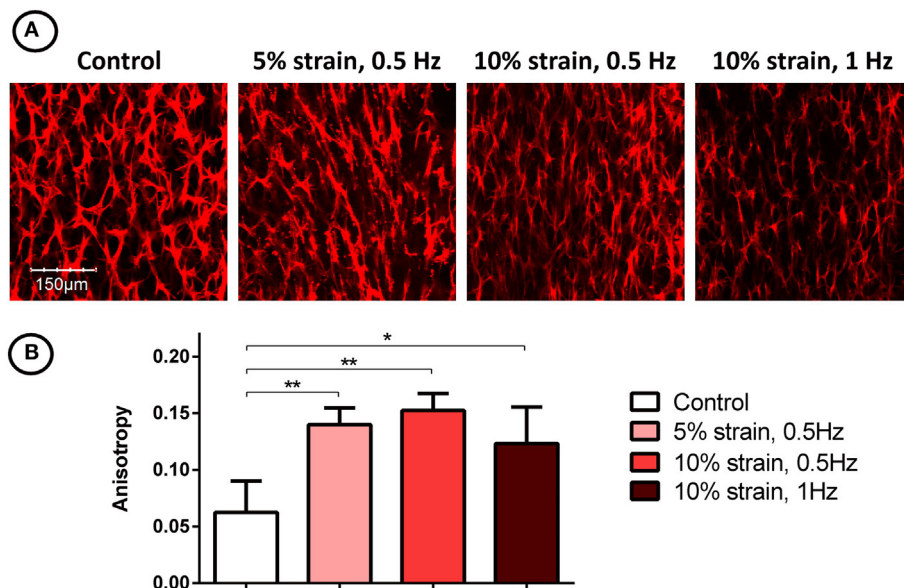 A
Control
5% strain, 0.5 Hz
10% strain, 0.5 Hz
10% strain, 1 Hz
150µm
B
Anisotropy
0.20
0.15
0.10
0.05
0.00
**
**
*
Control
5% strain, 0.5Hz
10% strain, 0.5Hz
10% strain, 1Hz